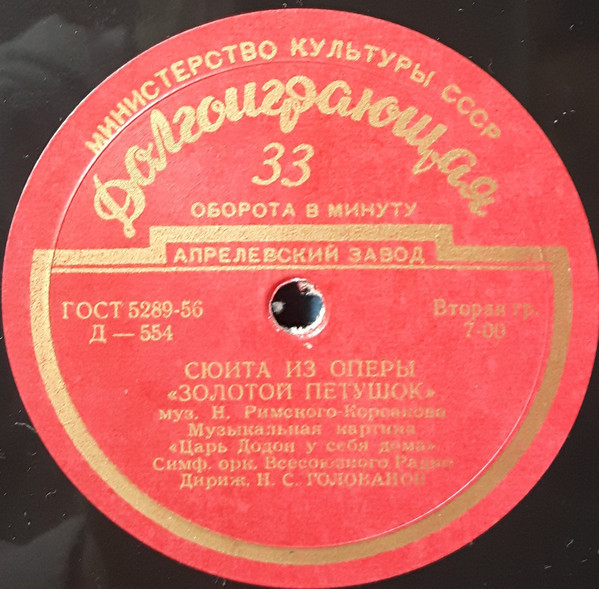 МИНИСТЕРСТВО КУЛЬТУРЫ СССР
Долгоиграющая
33
ОБОРОТА В МИНУТУ
АПРЕЛЕВСКИЙ ЗАВОД
ГОСТ 5289-56
Д — 554
Вторая гр.
7-00
СЮИТА ИЗ ОПЕРЫ
«ЗОЛОТОЙ ПЕТУШОК»
муз. Н. Римского-Корсакова
Музыкальная картина
«Царь Додон у себя дома»
Симф. орк. Всесоюзного Радио
Дириж. Н. С. ГОЛОВАНОВ